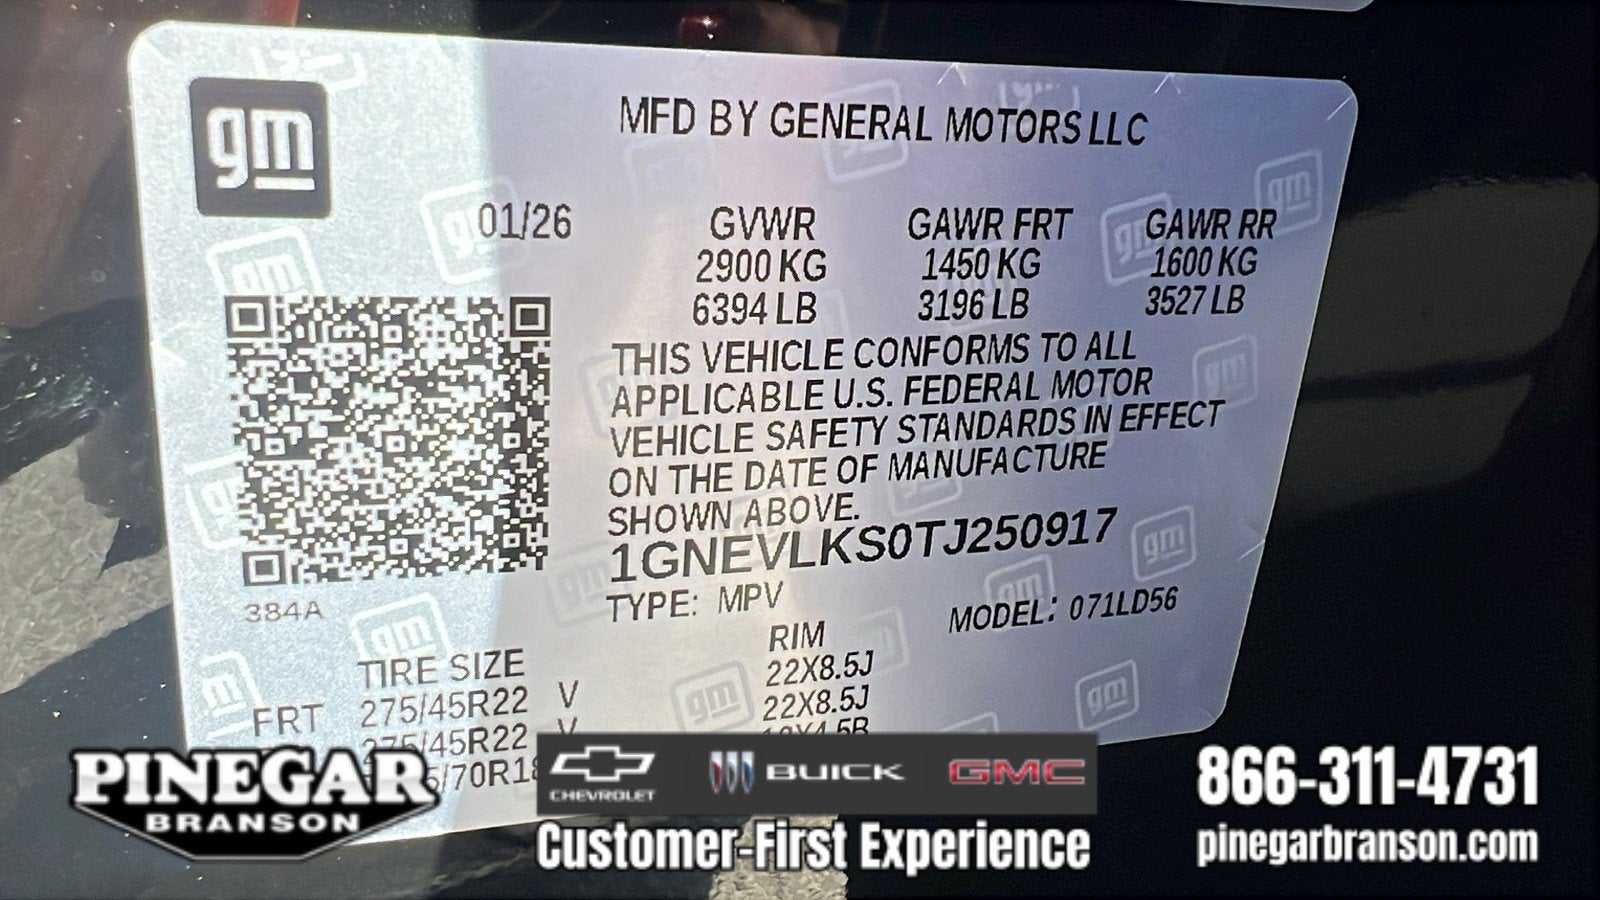 gm
MFD BY GENERAL MOTORS LLC
01/26 GVWR GAWR FRT GAWR RR
2900 KG 1450 KG 1600 KG
6394 LB 3196 LB 3527 LB
THIS VEHICLE CONFORMS TO ALL
APPLICABLE U.S. FEDERAL MOTOR
VEHICLE SAFETY STANDARDS IN EFFECT
ON THE DATE OF MANUFACTURE
SHOWN ABOVE.
1GNEVLKS0TJ250917
384A
TYPE: MPV MODEL: 071LD56
TIRE SIZE RIM
FRT 275/45R22 V 22X8.5J
275/45R22 V 22X8.5J
PINEGAR
BRANSON
CHEVROLET
BUICK
GMC
Customer-First Experience
866-311-4731
pinegarbranson.com